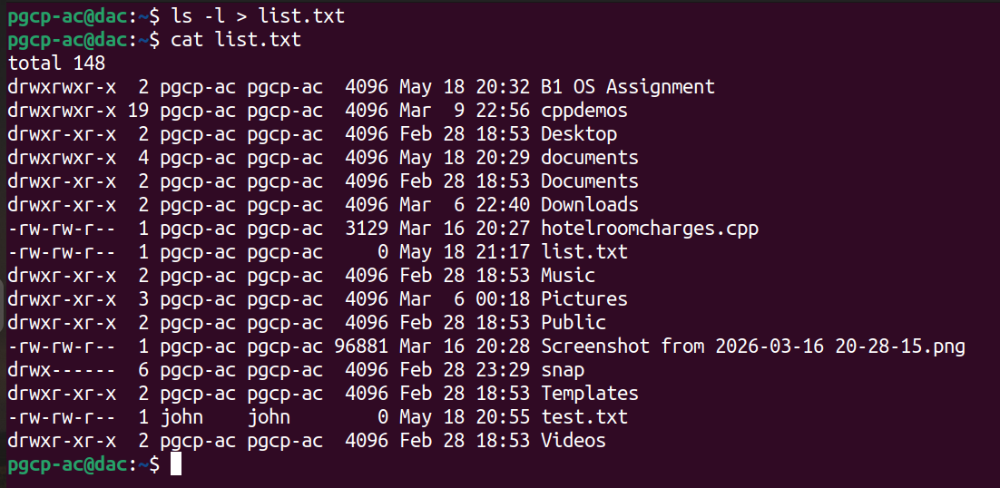 pgcp-ac@dac:~$ ls -l > list.txt
pgcp-ac@dac:~$ cat list.txt
total 148
drwxrwxr-x  2 pgcp-ac pgcp-ac  4096 May 18 20:32 B1 OS Assignment
drwxrwxr-x 19 pgcp-ac pgcp-ac  4096 Mar  9 22:56 cppdemos
drwxr-xr-x  2 pgcp-ac pgcp-ac  4096 Feb 28 18:53 Desktop
drwxrwxr-x  4 pgcp-ac pgcp-ac  4096 May 18 20:29 documents
drwxr-xr-x  2 pgcp-ac pgcp-ac  4096 Feb 28 18:53 Documents
drwxr-xr-x  2 pgcp-ac pgcp-ac  4096 Mar  6 22:40 Downloads
-rw-rw-r--  1 pgcp-ac pgcp-ac  3129 Mar 16 20:27 hotelroomcharges.cpp
-rw-rw-r--  1 pgcp-ac pgcp-ac     0 May 18 21:17 list.txt
drwxr-xr-x  2 pgcp-ac pgcp-ac  4096 Feb 28 18:53 Music
drwxr-xr-x  3 pgcp-ac pgcp-ac  4096 Mar  6 00:18 Pictures
drwxr-xr-x  2 pgcp-ac pgcp-ac  4096 Feb 28 18:53 Public
-rw-rw-r--  1 pgcp-ac pgcp-ac 96881 Mar 16 20:28 Screenshot from 2026-03-16 20-28-15.png
drwx------  6 pgcp-ac pgcp-ac  4096 Feb 28 23:29 snap
drwxr-xr-x  2 pgcp-ac pgcp-ac  4096 Feb 28 18:53 Templates
-rw-rw-r--  1 john    john        0 May 18 20:55 test.txt
drwxr-xr-x  2 pgcp-ac pgcp-ac  4096 Feb 28 18:53 Videos
pgcp-ac@dac:~$